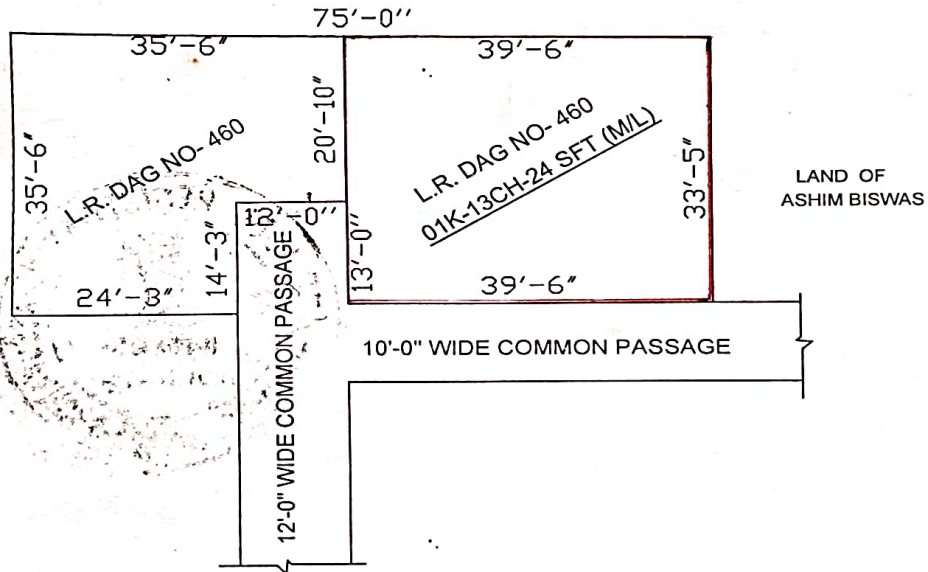 75'-0''
35'-6"
39'-6"
20'-10"
35'-6"
L.R. DAG NO- 460
L.R. DAG NO- 460
01K-13CH-24 SFT (M/L)
33'-5"
LAND OF
ASHIM BISWAS
12'-0''
14'-3"
13'-0"
24'-3"
39'-6"
10'-0" WIDE COMMON PASSAGE
12'-0" WIDE COMMON PASSAGE